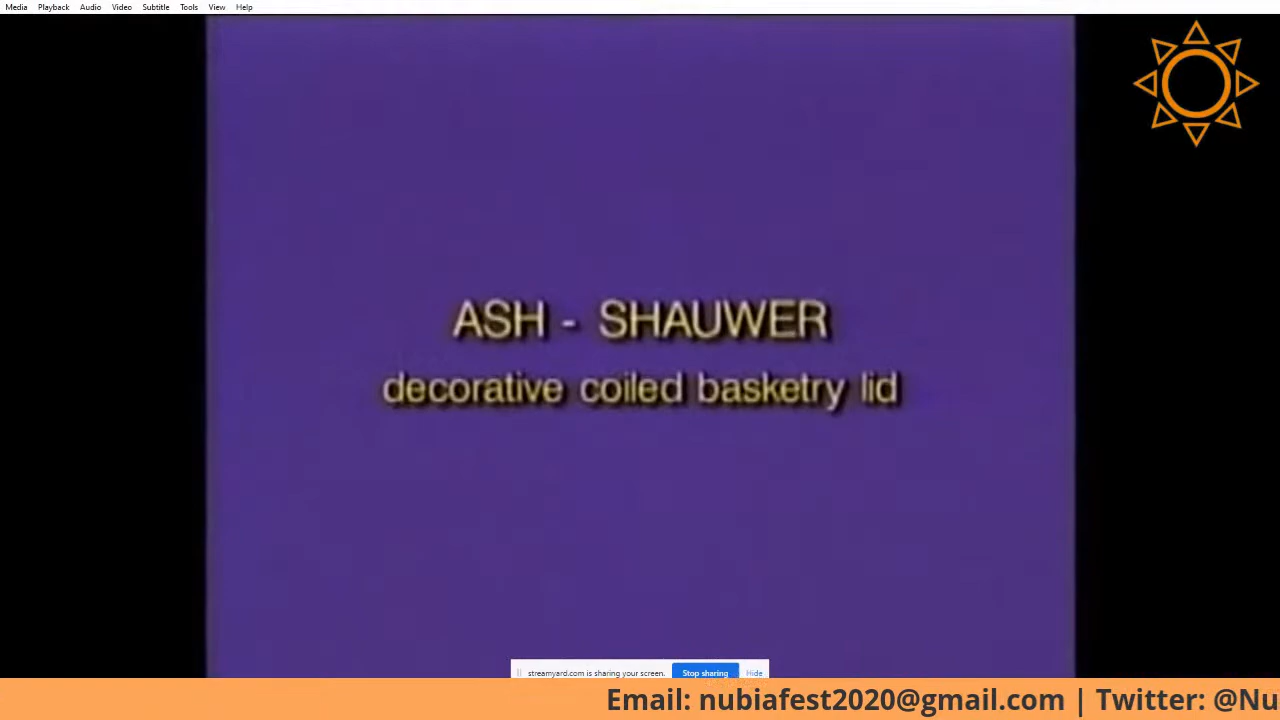 Media Playback Audio Video Subtitle Tools View Help
ASH - SHAUWER
decorative coiled basketry lid
streamyard.com is sharing your screen. Stop sharing Hide
Email: nubiafest2020@gmail.com | Twitter: @Nu